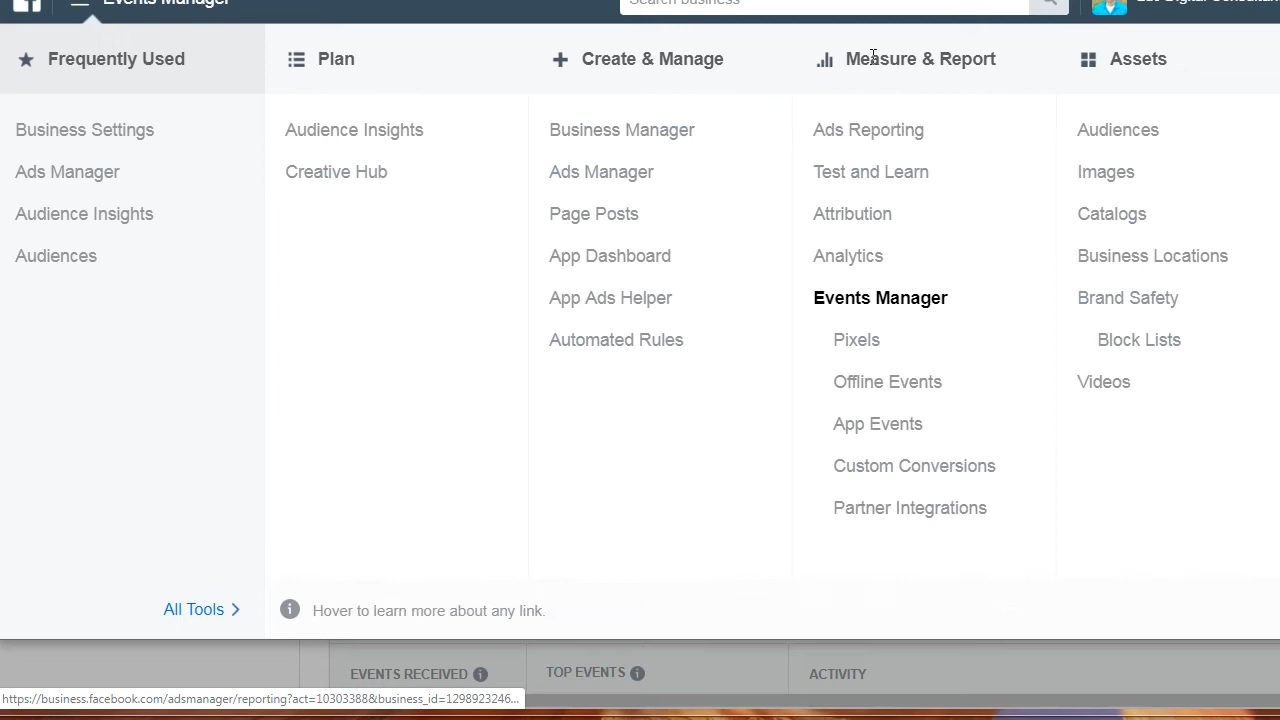 Events Manager
Search business
Frequently Used
Business Settings
Ads Manager
Audience Insights
Audiences
All Tools
Plan
Audience Insights
Creative Hub
Create & Manage
Business Manager
Ads Manager
Page Posts
App Dashboard
App Ads Helper
Automated Rules
Measure & Report
Ads Reporting
Test and Learn
Attribution
Analytics
Events Manager
Pixels
Offline Events
App Events
Custom Conversions
Partner Integrations
Assets
Audiences
Images
Catalogs
Business Locations
Brand Safety
Block Lists
Videos
Hover to learn more about any link.
EVENTS RECEIVED
TOP EVENTS
ACTIVITY
https://business.facebook.com/adsmanager/reporting?act=10303388&business_id=1298923246...